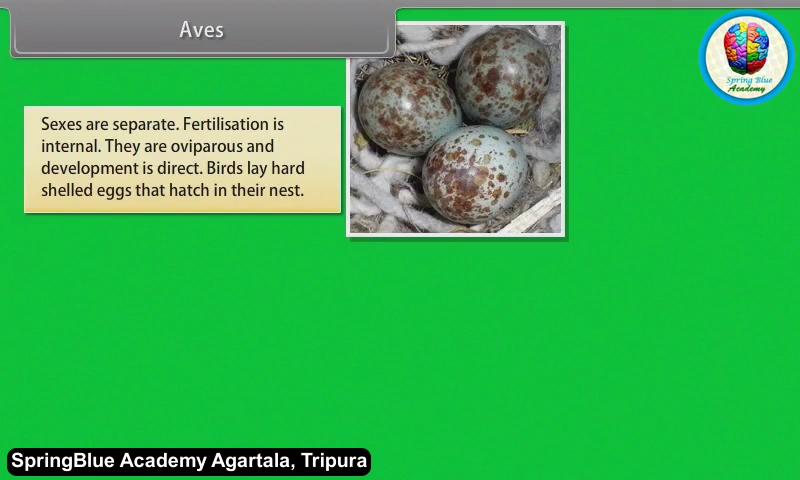 Aves
Spring Blue
Academy
Sexes are separate. Fertilisation is
internal. They are oviparous and
development is direct. Birds lay hard
shelled eggs that hatch in their nest.
SpringBlue Academy Agartala, Tripura